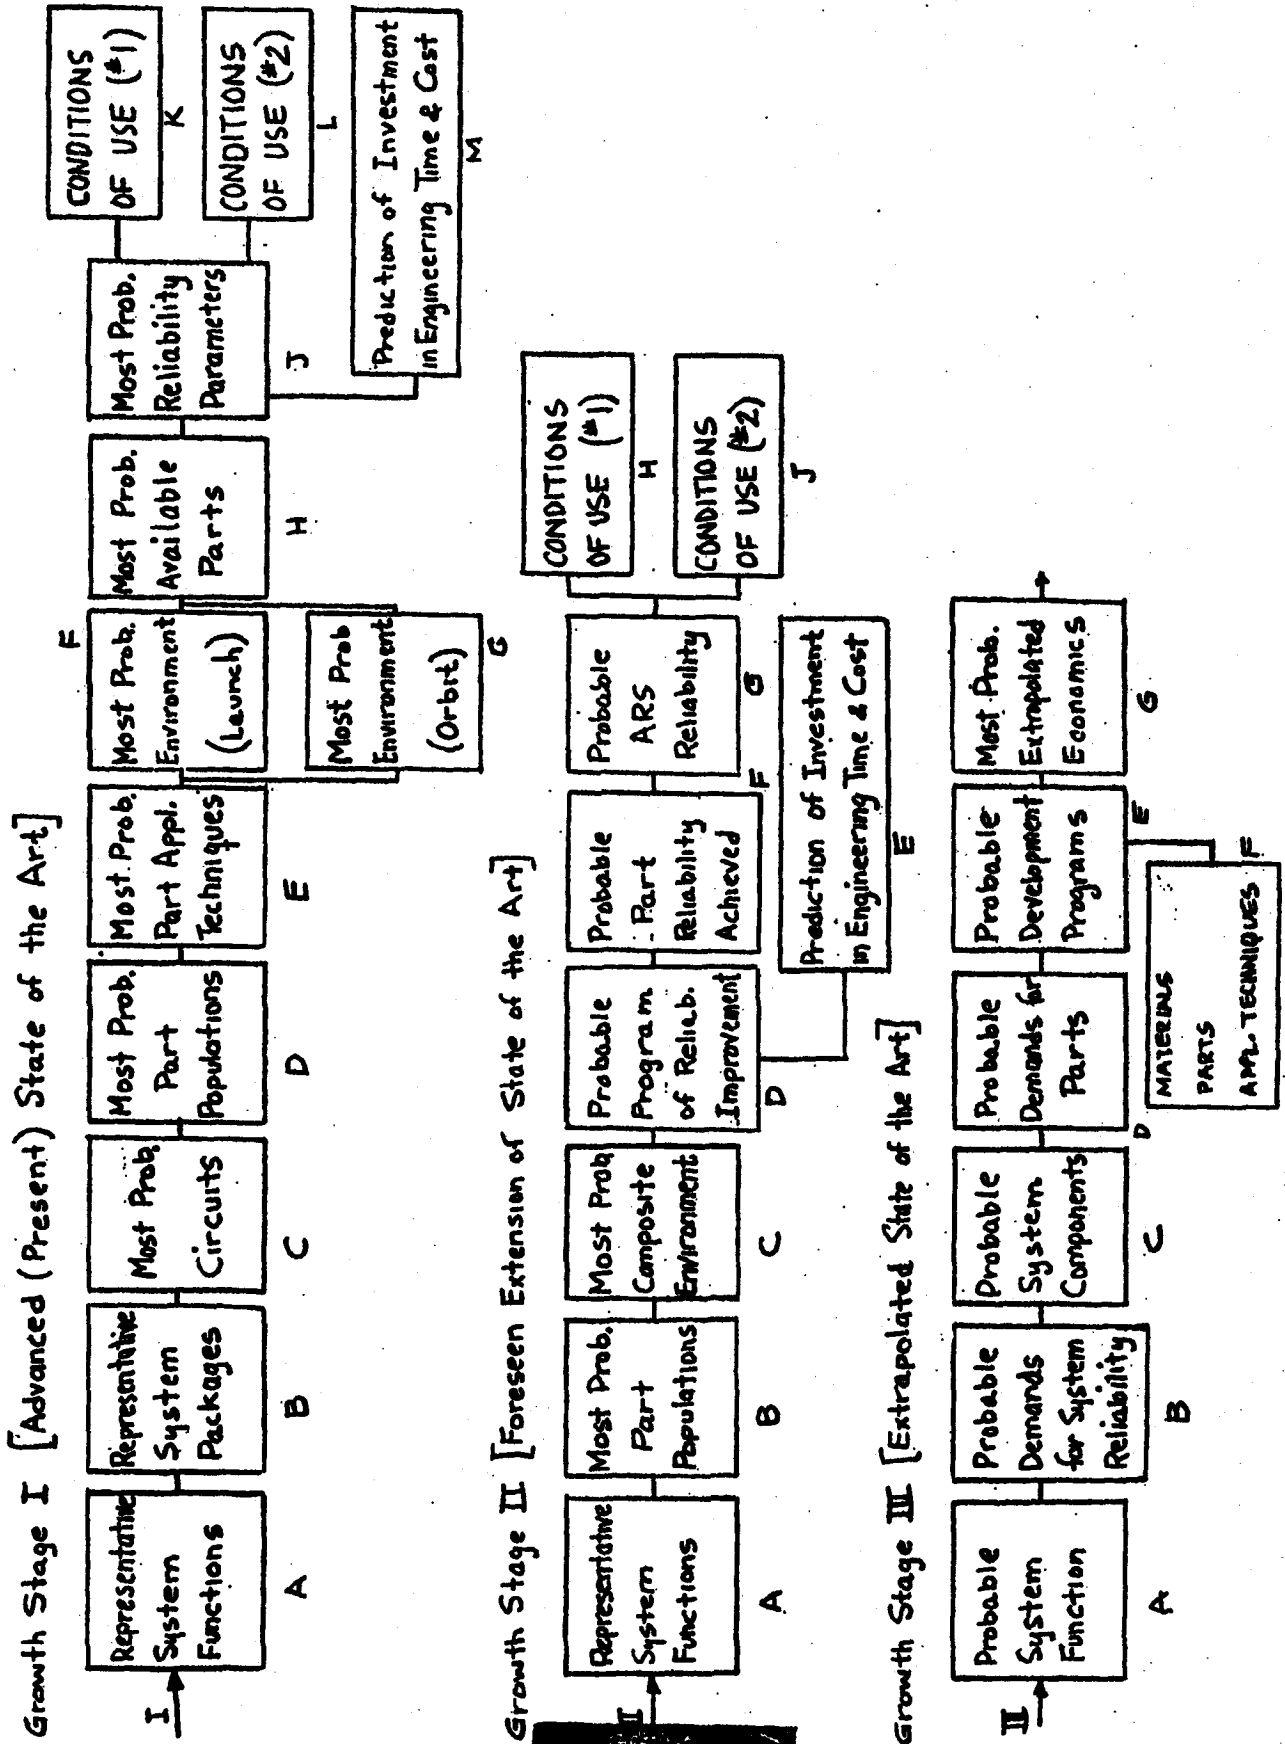 Growth Stage I [Advanced (Present) State of the Art]
I
Representative
System
Functions
A
Representative
System
Packages
B
Most Prob.
Circuits
C
Most Prob.
Part
Populations
D
Most Prob.
Part Appl.
Techniques
E
F
Most Prob.
Environment
(Launch)
Most Prob
Environment
(Orbit)
G
Most Prob.
Available
Parts
H
Most Prob.
Reliability
Parameters
J
CONDITIONS
OF USE (#1)
K
CONDITIONS
OF USE (#2)
L
Prediction of Investment
in Engineering Time & Cost
M
Growth Stage II [Foreseen Extension of State of the Art]
II
Representative
System
Functions
A
Most Prob.
Part
Populations
B
Most Prob
Composite
Environment
C
Probable
Program
of Reliab.
Improvement
D
Probable
Part
Reliability
Achieved
F
Probable
ARS
Reliability
G
CONDITIONS
OF USE (#1)
H
CONDITIONS
OF USE (#2)
J
Prediction of Investment
in Engineering Time & Cost
E
Growth Stage III [Extrapolated State of the Art]
III
Probable
System
Function
A
Probable
Demands
for System
Reliability
B
Probable
System
Components
C
Probable
Demands for
Parts
D
Probable
Development
Programs
E
Most Prob.
Extrapolated
Economics
G
MATERIALS
PARTS
APPL. TECHNIQUES
F